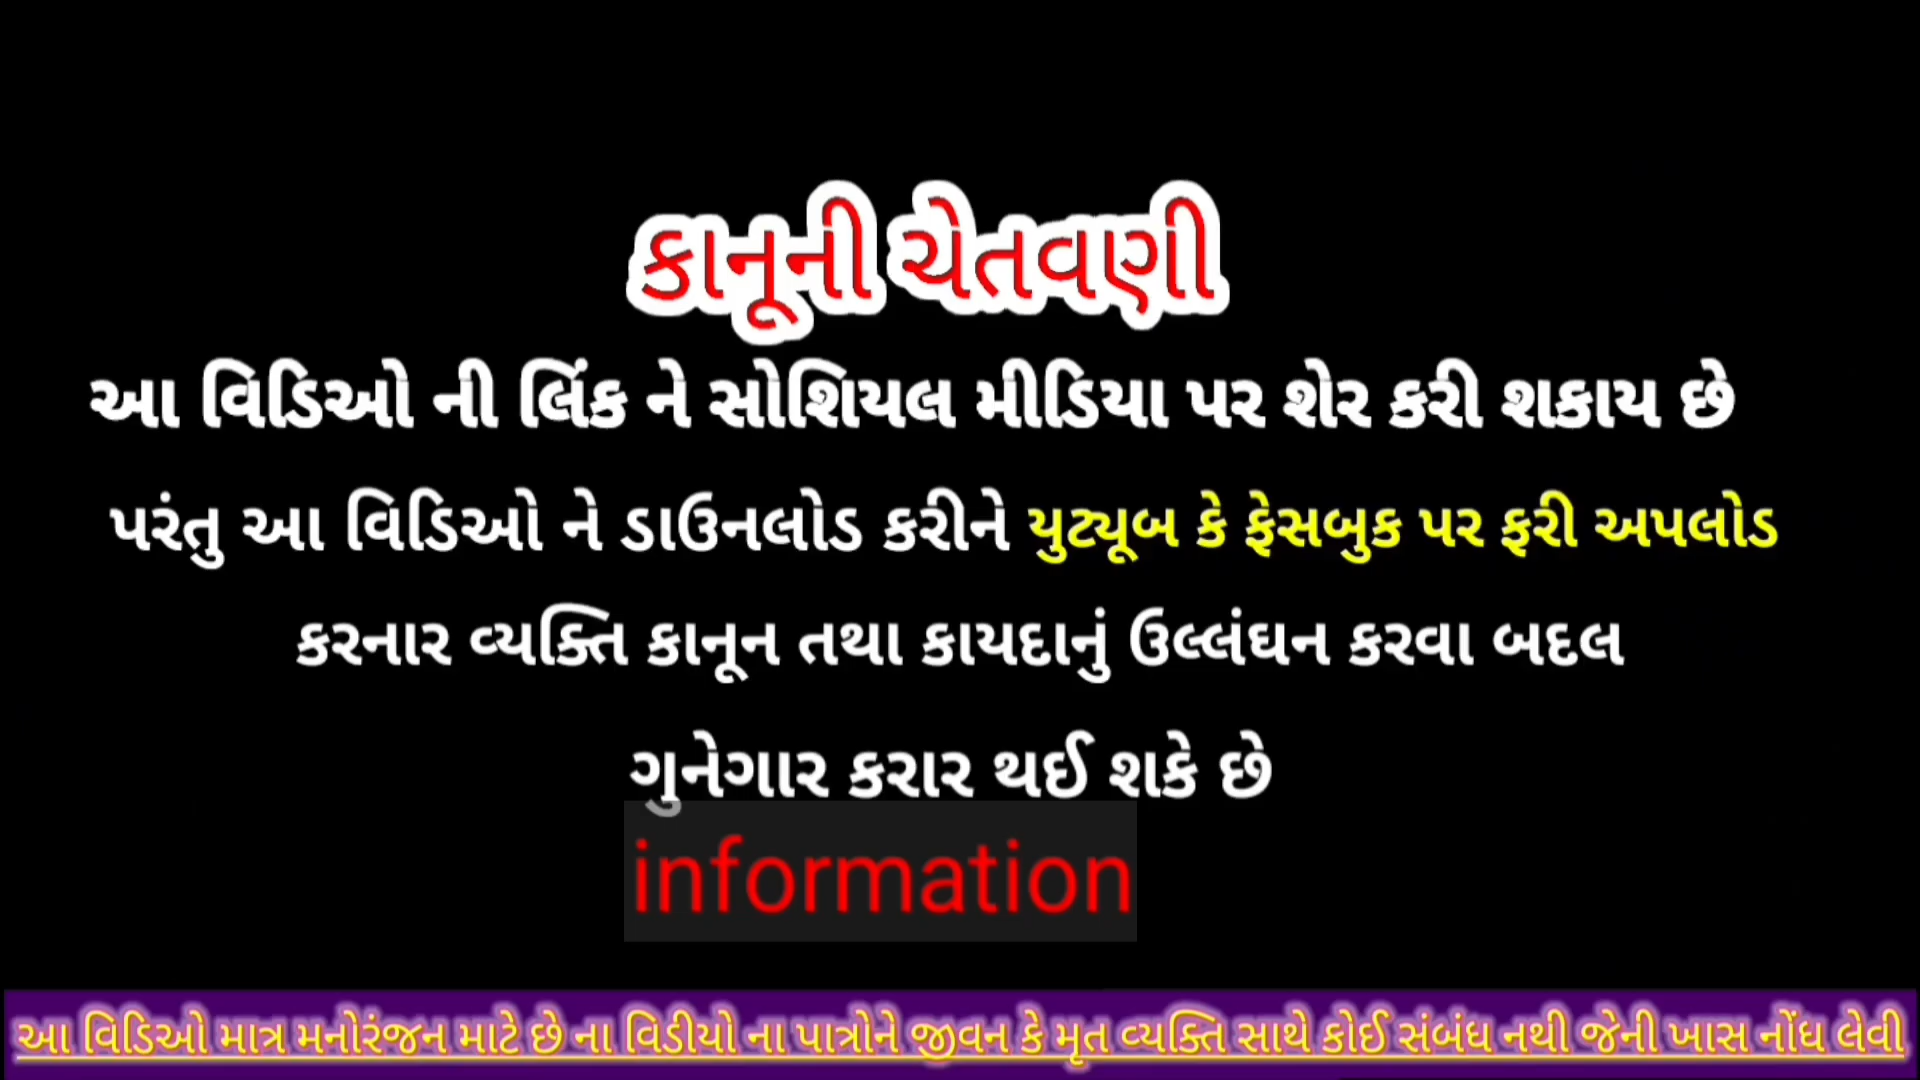 કાનૂની ચેતવણી
આ વિડિઓ ની લિંક ને સોશિયલ મીડિયા પર શેર કરી શકાય છે
પરંતુ આ વિડિઓ ને ડાઉનલોડ કરીને યુટ્યૂબ કે ફેસબુક પર ફરી અપલોડ
કરનાર વ્યક્તિ કાનૂન તથા કાયદાનું ઉલ્લંઘન કરવા બદલ
ગુનેગાર કરાર થઈ શકે છે
information
આ વિડિઓ માત્ર મનોરંજન માટે છે ના વિડીયો ના પાત્રોને જીવન કે મૃત વ્યક્તિ સાથે કોઈ સંબંધ નથી જેની ખાસ નોંધ લેવી